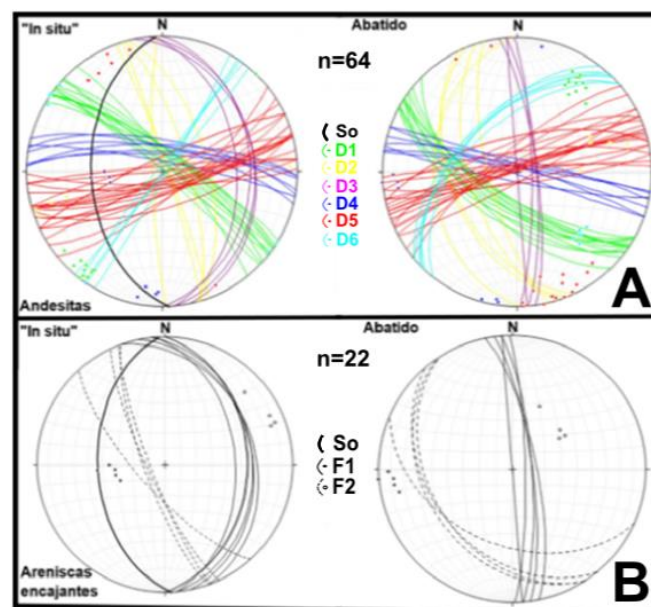 "In situ"
N
Abatido
N
n=64
So
D1
D2
D3
D4
D5
D6
Andesitas
A
"In situ"
N
Abatido
N
n=22
So
F1
F2
Areniscas
encajantes
B